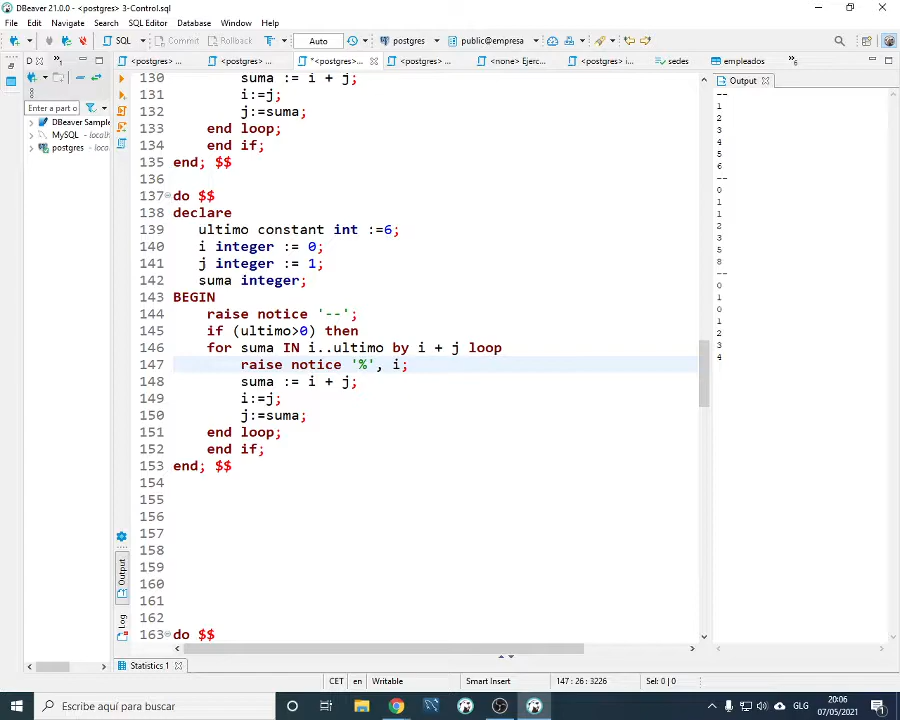 DBeaver 21.0.0 - <postgres> 3-Control.sql
File Edit Navigate Search SQL Editor Database Window Help
SQL Commit Rollback Auto postgres public@empresa
D <postgres> ... <postgres> ... *<postgres>... <postgres> ... <none> Ejerc... <postgres> i... sedes empleados Output
Enter a part o
DBeaver Sample
MySQL - localh
postgres - loca
130 suma := i + j;
131 i:=j;
132 j:=suma;
133 end loop;
134 end if;
135 end; $$
136
137 do $$
138 declare
139 ultimo constant int :=6;
140 i integer := 0;
141 j integer := 1;
142 suma integer;
143 BEGIN
144 raise notice '--';
145 if (ultimo>0) then
146 for suma IN i..ultimo by i + j loop
147 raise notice '%', i;
148 suma := i + j;
149 i:=j;
150 j:=suma;
151 end loop;
152 end if;
153 end; $$
154
155
156
157
158
159
160
161
162
163 do $$
--
1
2
3
4
5
6
--
0
1
1
2
3
5
8
--
0
1
0
1
2
3
4
Output
Log
Statistics 1
CET en Writable Smart Insert 147 : 26 : 3226 Sel: 0 | 0
Escribe aquí para buscar
GLG 20:06
07/05/2021